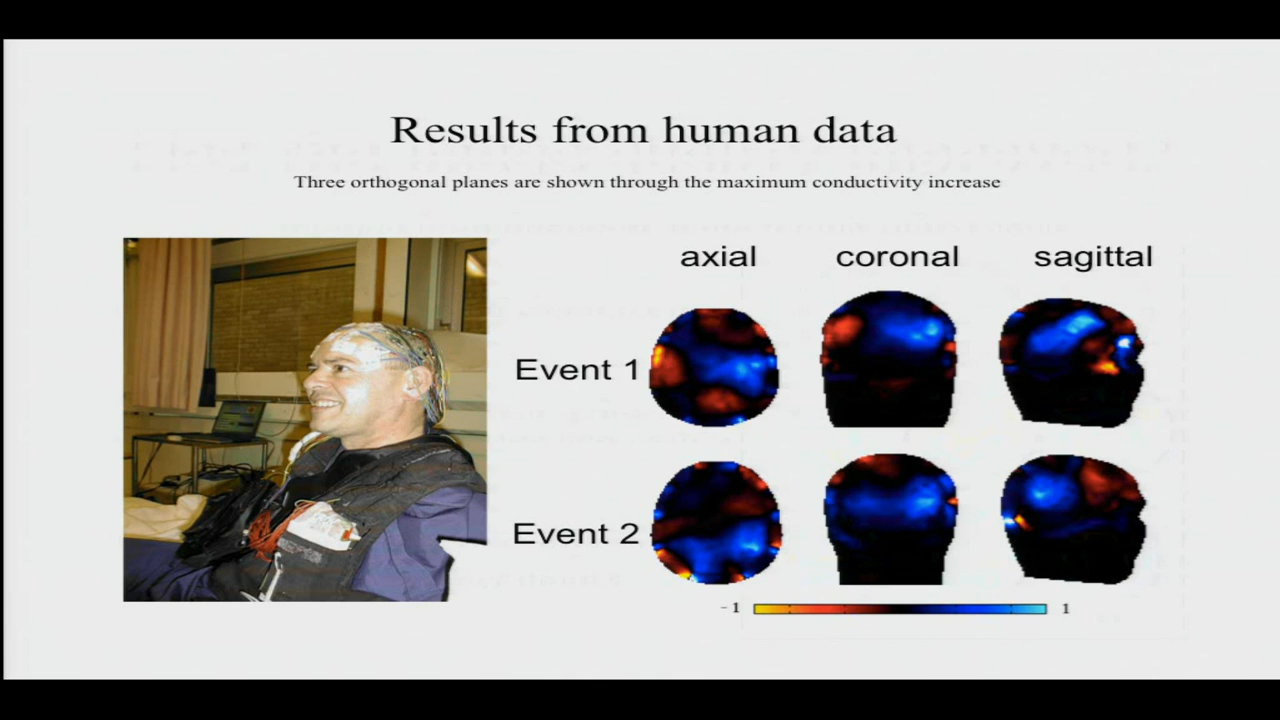 Results from human data
Three orthogonal planes are shown through the maximum conductivity increase
axial coronal sagittal
Event 1
Event 2
-1 1